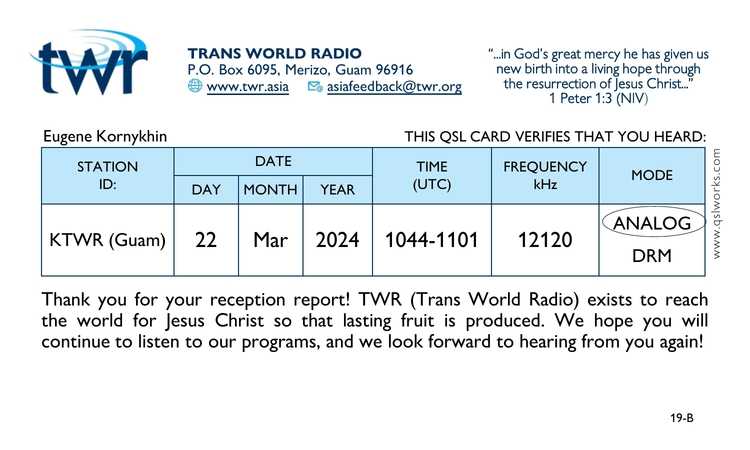 twr
TRANS WORLD RADIO
P.O. Box 6095, Merizo, Guam 96916
www.twr.asia asiafeedback@twr.org
“...in God's great mercy he has given us
new birth into a living hope through
the resurrection of Jesus Christ...”
1 Peter 1:3 (NIV)
Eugene Kornykhin THIS QSL CARD VERIFIES THAT YOU HEARD:
STATION ID: DATE TIME (UTC) FREQUENCY kHz MODE
DAY MONTH YEAR
KTWR (Guam) 22 Mar 2024 1044-1101 12120 ANALOG
DRM
www.qslworks.com
Thank you for your reception report! TWR (Trans World Radio) exists to reach
the world for Jesus Christ so that lasting fruit is produced. We hope you will
continue to listen to our programs, and we look forward to hearing from you again!
19-B